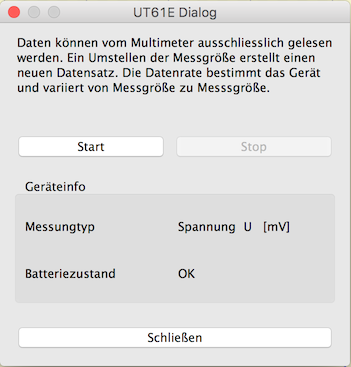 UT61E Dialog
Daten können vom Multimeter ausschliesslich gelesen
werden. Ein Umstellen der Messgröße erstellt einen
neuen Datensatz. Die Datenrate bestimmt das Gerät
und variiert von Messgröße zu Messsgröße.
Start Stop
Geräteinfo
Messungtyp Spannung U [mV]
Batteriezustand OK
Schließen